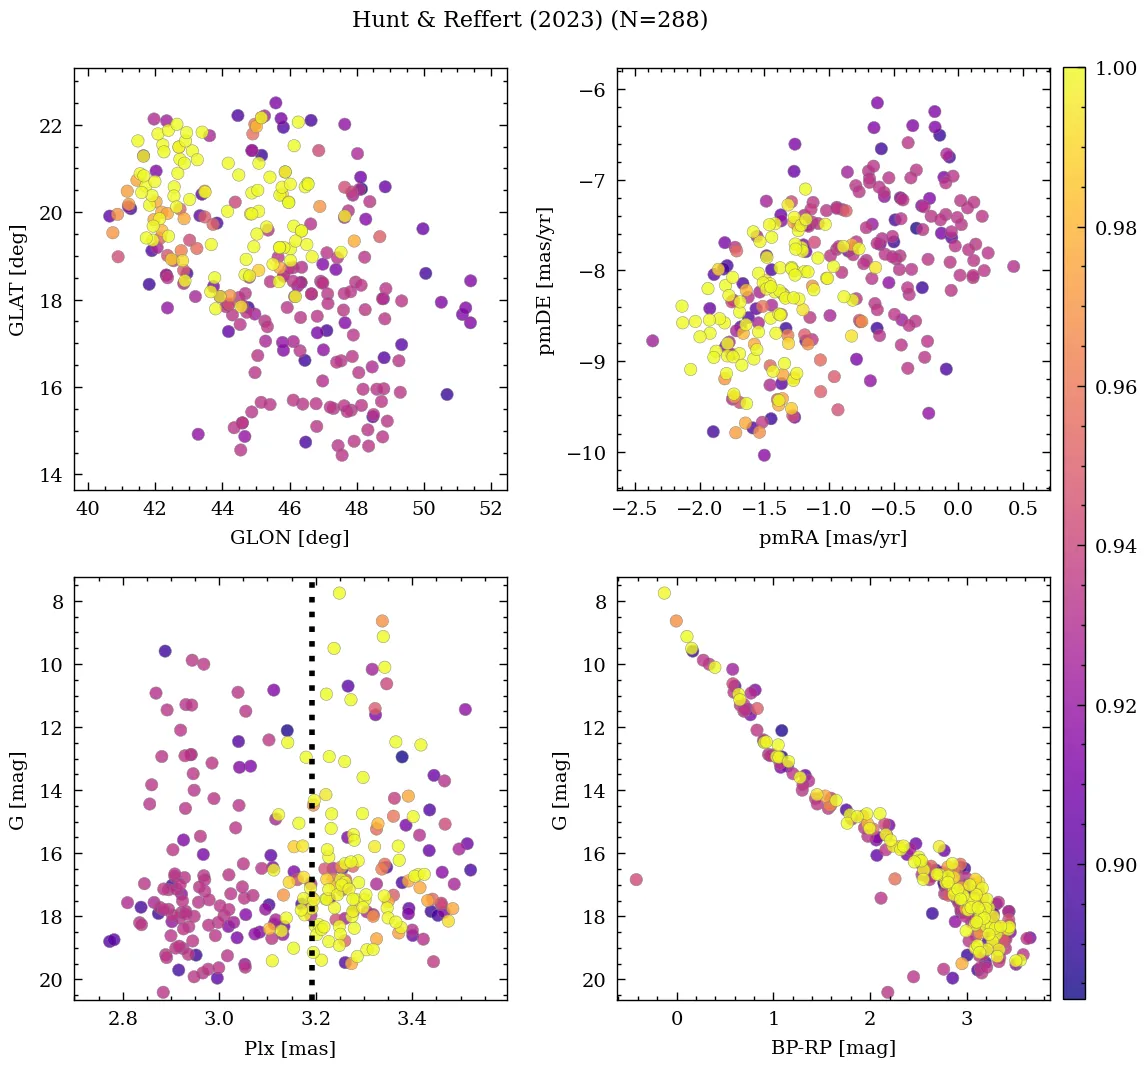 Hunt & Reffert (2023) (N=288)
22
20
18
16
14
GLAT [deg]
40 42 44 46 48 50 52
GLON [deg]
−6
−7
−8
−9
−10
pmDE [mas/yr]
−2.5 −2.0 −1.5 −1.0 −0.5 0.0 0.5
pmRA [mas/yr]
1.00
0.98
0.96
0.94
0.92
0.90
8
10
12
14
16
18
20
G [mag]
2.8 3.0 3.2 3.4
Plx [mas]
8
10
12
14
16
18
20
G [mag]
0 1 2 3
BP-RP [mag]